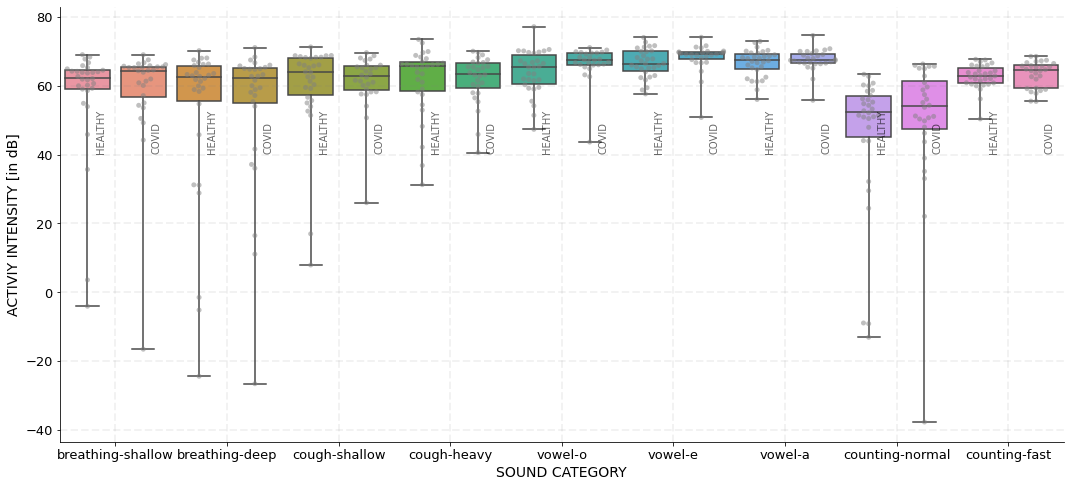 ACTIVIY INTENSITY [in dB]
80
60
40
20
0
−20
−40
HEALTHY
COVID
HEALTHY
COVID
HEALTHY
COVID
HEALTHY
COVID
HEALTHY
COVID
HEALTHY
COVID
HEALTHY
COVID
HEALTHY
COVID
HEALTHY
COVID
breathing-shallow breathing-deep cough-shallow cough-heavy vowel-o vowel-e vowel-a counting-normal counting-fast
SOUND CATEGORY